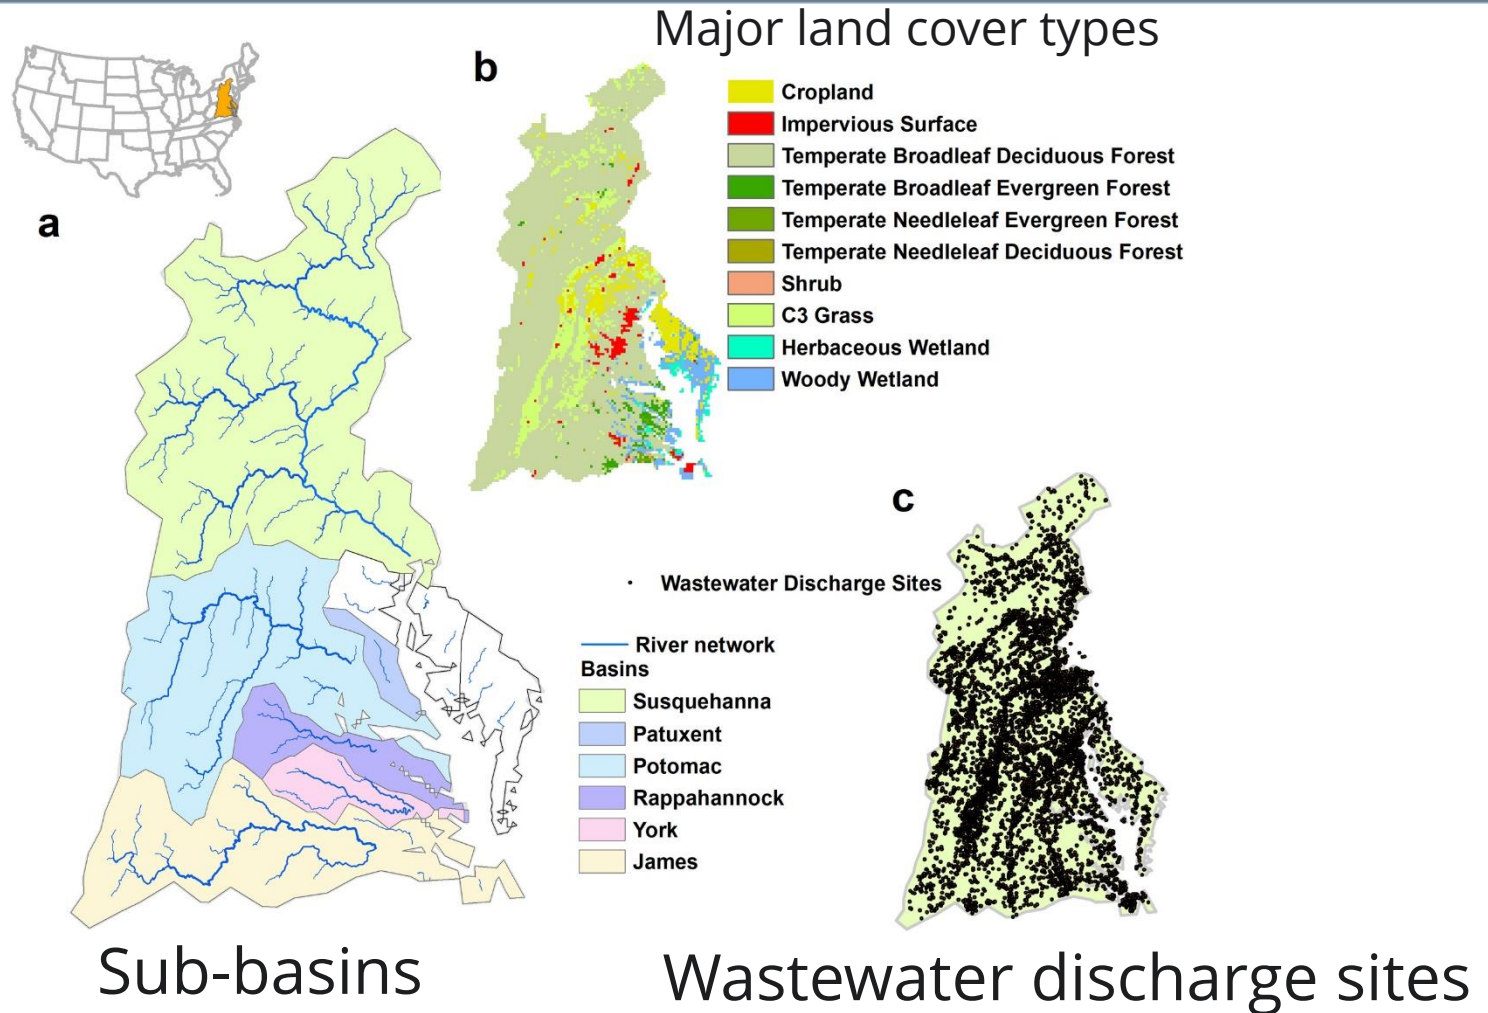 Major land cover types
b
Cropland
Impervious Surface
Temperate Broadleaf Deciduous Forest
Temperate Broadleaf Evergreen Forest
Temperate Needleleaf Evergreen Forest
Temperate Needleleaf Deciduous Forest
Shrub
C3 Grass
Herbaceous Wetland
Woody Wetland
a
c
Wastewater Discharge Sites
River network
Basins
Susquehanna
Patuxent
Potomac
Rappahannock
York
James
Sub-basins
Wastewater discharge sites